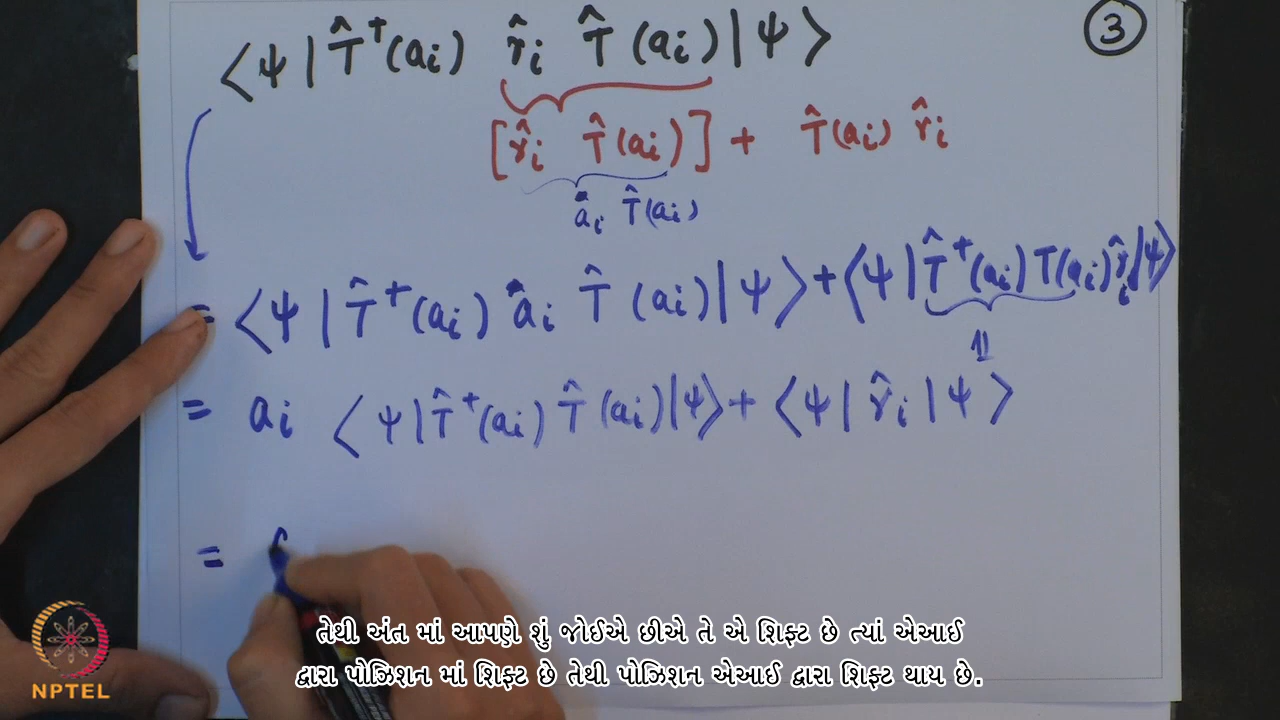 ③
⟨ψ|T̂†(aᵢ) r̂ᵢ T̂(aᵢ)|ψ⟩
[r̂ᵢ T̂(aᵢ)] + T̂(aᵢ) r̂ᵢ
aᵢ T̂(aᵢ)
= ⟨ψ|T̂†(aᵢ) aᵢ T̂(aᵢ)|ψ⟩ + ⟨ψ|T̂†(aᵢ) T(aᵢ) r̂ᵢ|ψ⟩
𝟙
= aᵢ ⟨ψ|T̂†(aᵢ) T̂(aᵢ)|ψ⟩ + ⟨ψ|r̂ᵢ|ψ⟩
=
તેથી અંત માં આપણે શું જોઈએ છીએ તે એ શિફ્ટ છે ત્યાં એઆઈ
દ્વારા પોઝિશન માં શિફ્ટ છે તેથી પોઝિશન એઆઈ દ્વારા શિફ્ટ થાય છે.
NPTEL